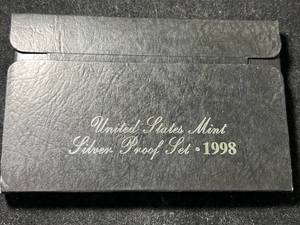 United States Mint
Silver Proof Set • 1998